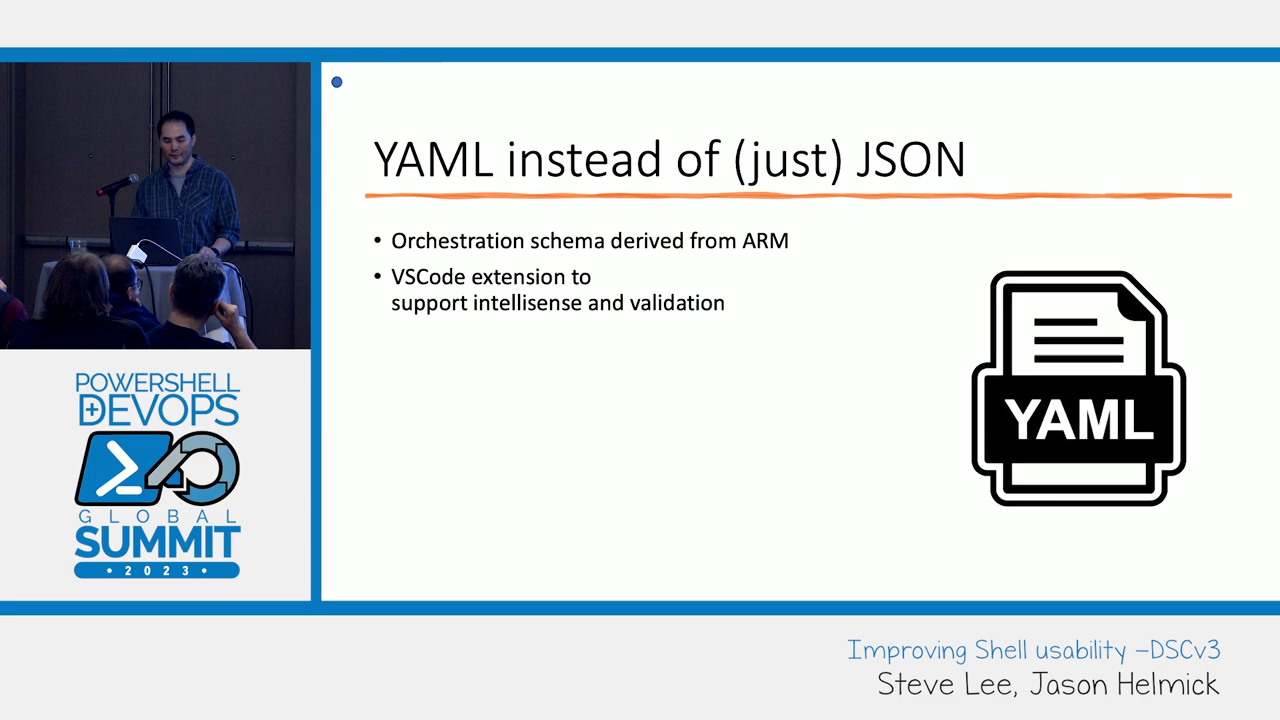 YAML instead of (just) JSON
• Orchestration schema derived from ARM
• VSCode extension to
support intellisense and validation
YAML
POWERSHELL
+DEVOPS
GLOBAL
SUMMIT
• 2023 •
Improving Shell usability -DSCv3
Steve Lee, Jason Helmick